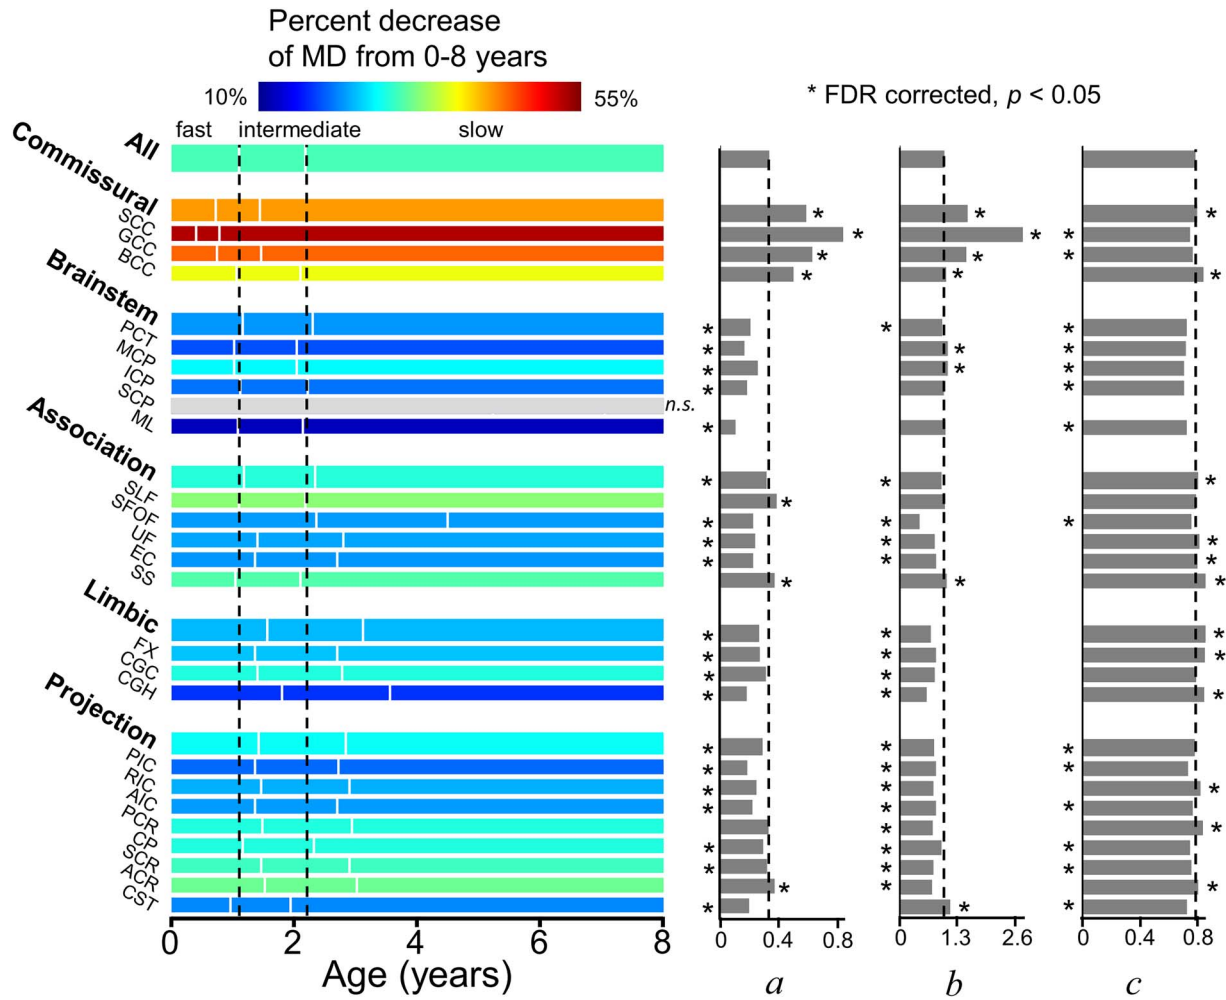 Percent decrease
of MD from 0-8 years
10%
55%
* FDR corrected, p < 0.05
fast intermediate slow
All
Commissural
SCC
GCC
BCC
Brainstem
PCT
MCP
ICP
SCP
n.s.
ML
Association
SLF
SFOF
UF
EC
SS
Limbic
FX
CGC
CGH
Projection
PIC
RIC
AIC
PCR
CP
SCR
ACR
CST
0 2 4 6 8
0 0.4 0.8
0 1.3 2.6
0 0.4 0.8
Age (years)
a
b
c